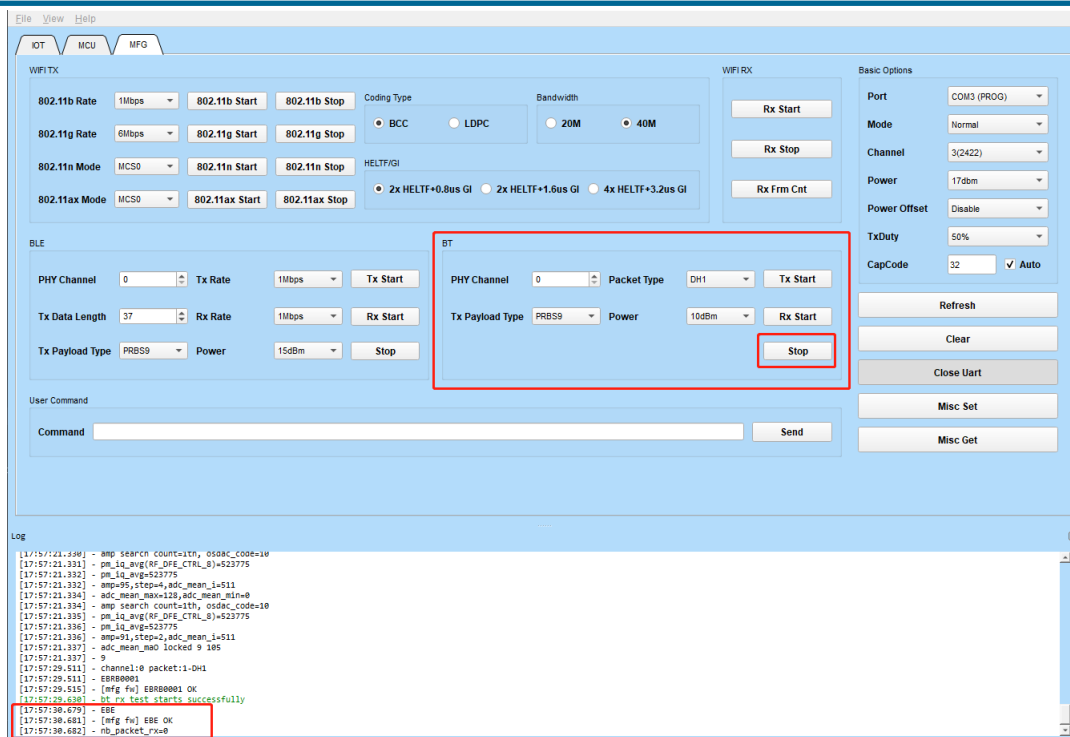 File View Help
IOT MCU MFG
WIFI TX
802.11b Rate 1Mbps 802.11b Start 802.11b Stop
802.11g Rate 6Mbps 802.11g Start 802.11g Stop
802.11n Mode MCS0 802.11n Start 802.11n Stop
802.11ax Mode MCS0 802.11ax Start 802.11ax Stop
Coding Type
BCC LDPC
Bandwidth
20M 40M
HELTF/GI
2x HELTF+0.8us GI 2x HELTF+1.6us GI 4x HELTF+3.2us GI
WIFI RX
Rx Start
Rx Stop
Rx Frm Cnt
Basic Options
Port COM3 (PROG)
Mode Normal
Channel 3(2422)
Power 17dbm
Power Offset Disable
TxDuty 50%
CapCode 32 Auto
Refresh
Clear
Close Uart
Misc Set
Misc Get
BLE
PHY Channel 0 Tx Rate 1Mbps Tx Start
Tx Data Length 37 Rx Rate 1Mbps Rx Start
Tx Payload Type PRBS9 Power 15dBm Stop
BT
PHY Channel 0 Packet Type DH1 Tx Start
Tx Payload Type PRBS9 Power 10dBm Rx Start
Stop
User Command
Command Send
Log
[17:57:21.330] - amp search count=1th, osdac_code=10
[17:57:21.331] - pm_iq_avg(RF_DFE_CTRL_8)=523775
[17:57:21.332] - pm_iq_avg=523775
[17:57:21.332] - amp=95,step=4,adc_mean_i=511
[17:57:21.334] - adc_mean_max=128,adc_mean_min=0
[17:57:21.334] - amp search count=1th, osdac_code=10
[17:57:21.335] - pm_iq_avg(RF_DFE_CTRL_8)=523775
[17:57:21.336] - pm_iq_avg=523775
[17:57:21.336] - amp=91,step=2,adc_mean_i=511
[17:57:21.337] - adc_mean_maO locked 9 105
[17:57:21.337] - 9
[17:57:29.511] - channel:0 packet:1-DH1
[17:57:29.511] - EBRB0001
[17:57:29.515] - [mfg fw] EBRB0001 OK
[17:57:29.630] - bt rx test starts successfully
[17:57:30.679] - EBE
[17:57:30.681] - [mfg fw] EBE OK
[17:57:30.682] - nb_packet_rx=0